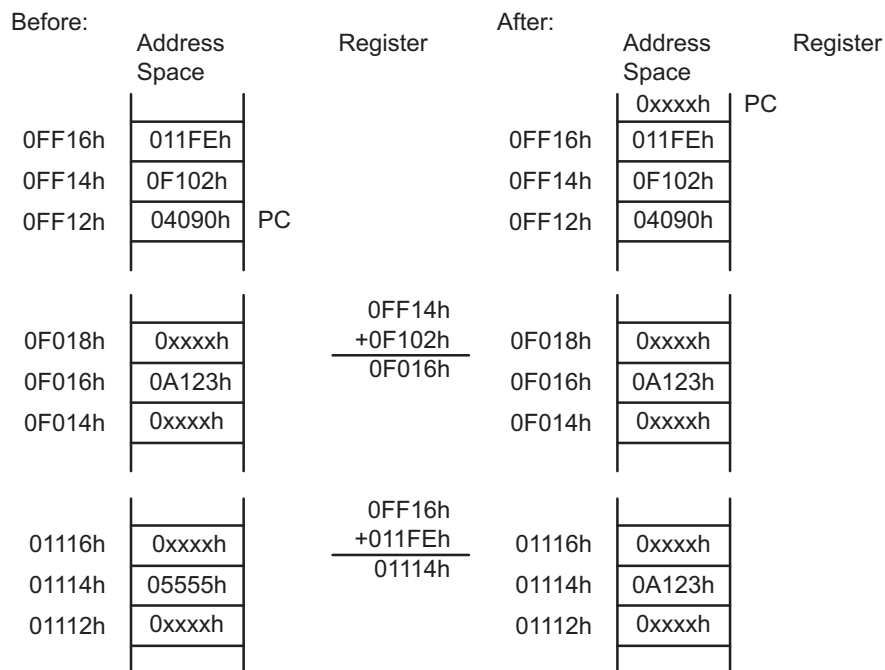 Before:
Address Space
Register
After:
Address Space
Register
0xxxxh PC
0FF16h 011FEh 0FF16h 011FEh
0FF14h 0F102h 0FF14h 0F102h
0FF12h 04090h PC 0FF12h 04090h
0FF14h
0F018h 0xxxxh +0F102h 0F018h 0xxxxh
0F016h 0A123h 0F016h 0F016h 0A123h
0F014h 0xxxxh 0F014h 0xxxxh
0FF16h
01116h 0xxxxh +011FEh 01116h 0xxxxh
01114h 05555h 01114h 01114h 0A123h
01112h 0xxxxh 01112h 0xxxxh